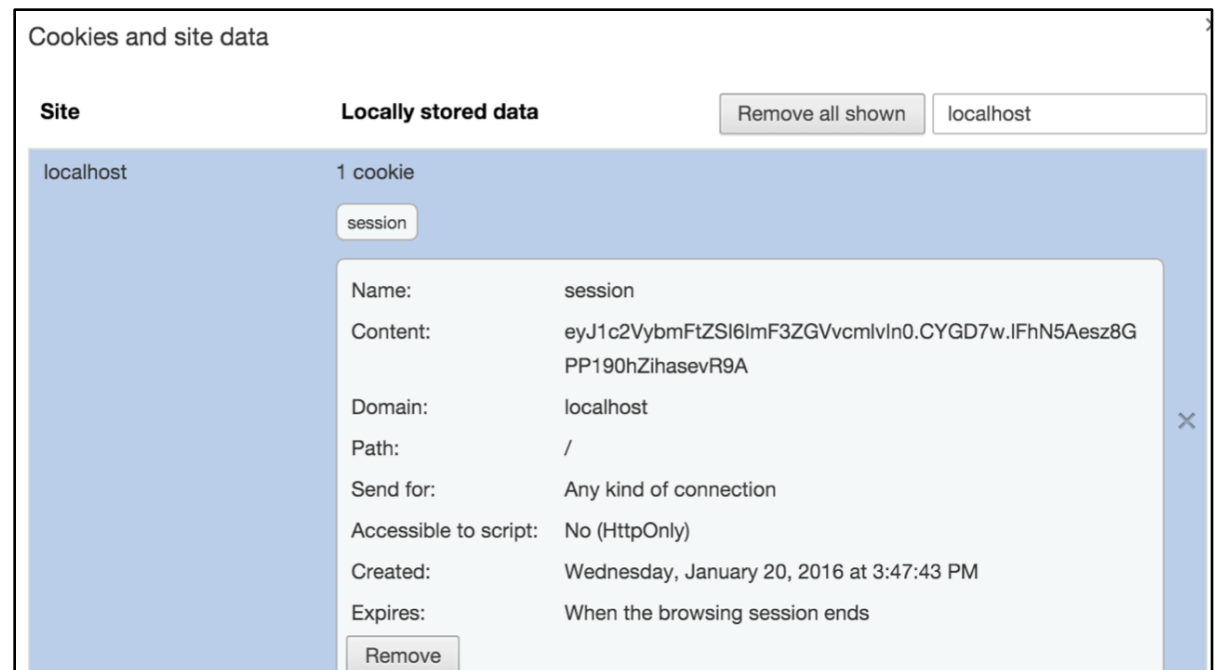 Cookies and site data
Site Locally stored data Remove all shown localhost
localhost 1 cookie
session
Name: session
Content: eyJ1c2VybmFtZSI6ImF3ZGVvcmlvIn0.CYGD7w.lFhN5Aesz8G
PP190hZihasevR9A
Domain: localhost
Path: /
Send for: Any kind of connection
Accessible to script: No (HttpOnly)
Created: Wednesday, January 20, 2016 at 3:47:43 PM
Expires: When the browsing session ends
Remove